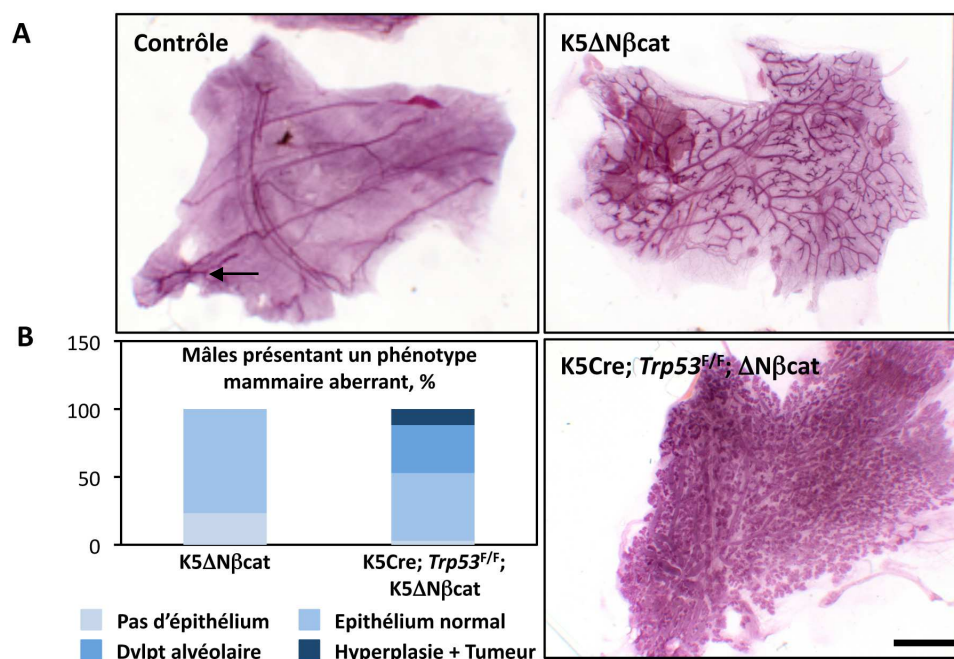 A
Contrôle
K5ΔNβcat
B
150
100
50
0
Mâles présentant un phénotype
mammaire aberrant, %
K5ΔNβcat
K5Cre; Trp53F/F;
K5ΔNβcat
Pas d'épithélium
Epithélium normal
Dvlpt alvéolaire
Hyperplasie + Tumeur
K5Cre; Trp53F/F; ΔNβcat